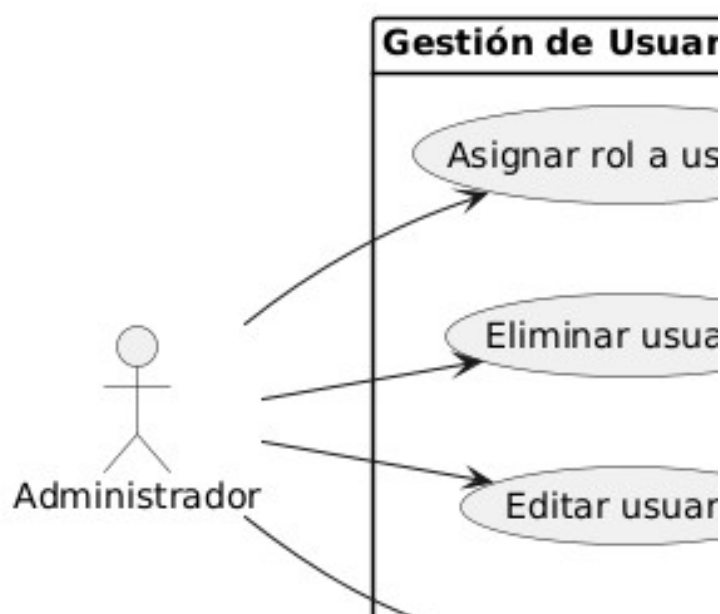 Gestión de Usuar
Asignar rol a us
Eliminar usua
Administrador
Editar usuar